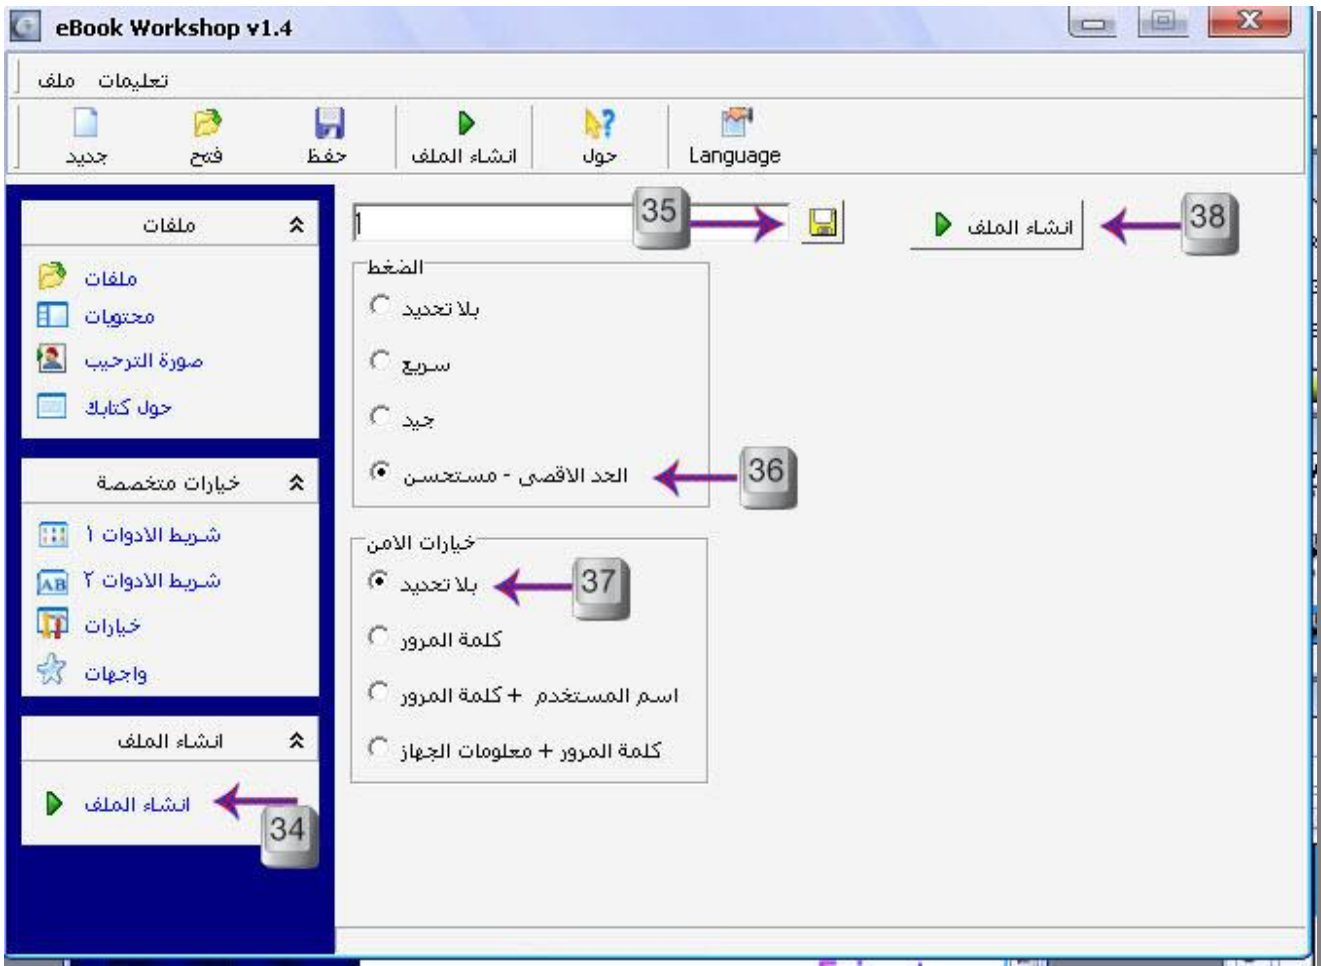 eBook Workshop v1.4
ملف تعليمات
جديد فتح حفظ انشاء الملف حول Language
ملفات
ملفات
محتويات
صورة الترحيب
حول كتابك
خيارات متخصصة
شريط الادوات ١
شريط الادوات ٢
خيارات
واجهات
انشاء الملف
انشاء الملف
34
1
35
انشاء الملف
38
الضغط
بلا تحديد
سريع
جيد
الحد الاقصى - مستحسن
36
خيارات الامن
بلا تحديد
37
كلمة المرور
اسم المستخدم + كلمة المرور
كلمة المرور + معلومات الجهاز